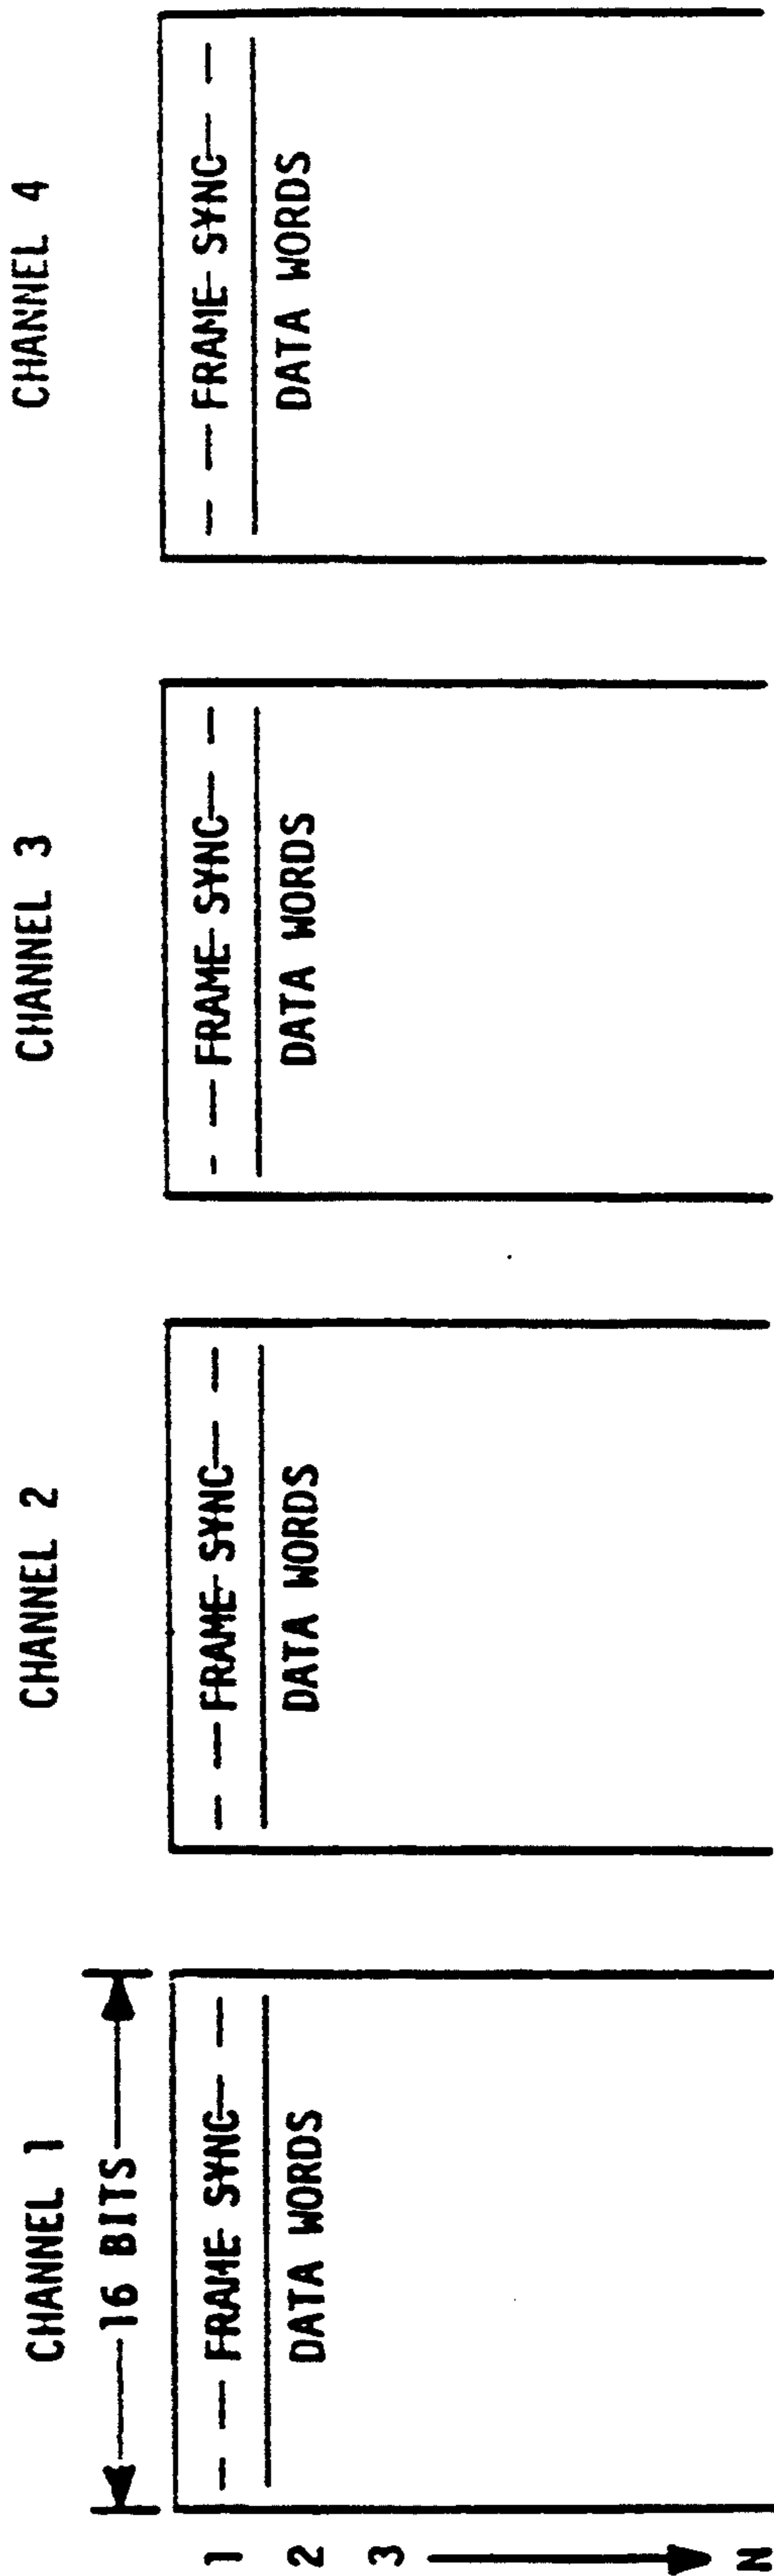 CHANNEL 1 CHANNEL 2 CHANNEL 3 CHANNEL 4
16 BITS
1 FRAME SYNC FRAME SYNC FRAME SYNC FRAME SYNC
2 DATA WORDS DATA WORDS DATA WORDS DATA WORDS
3
N